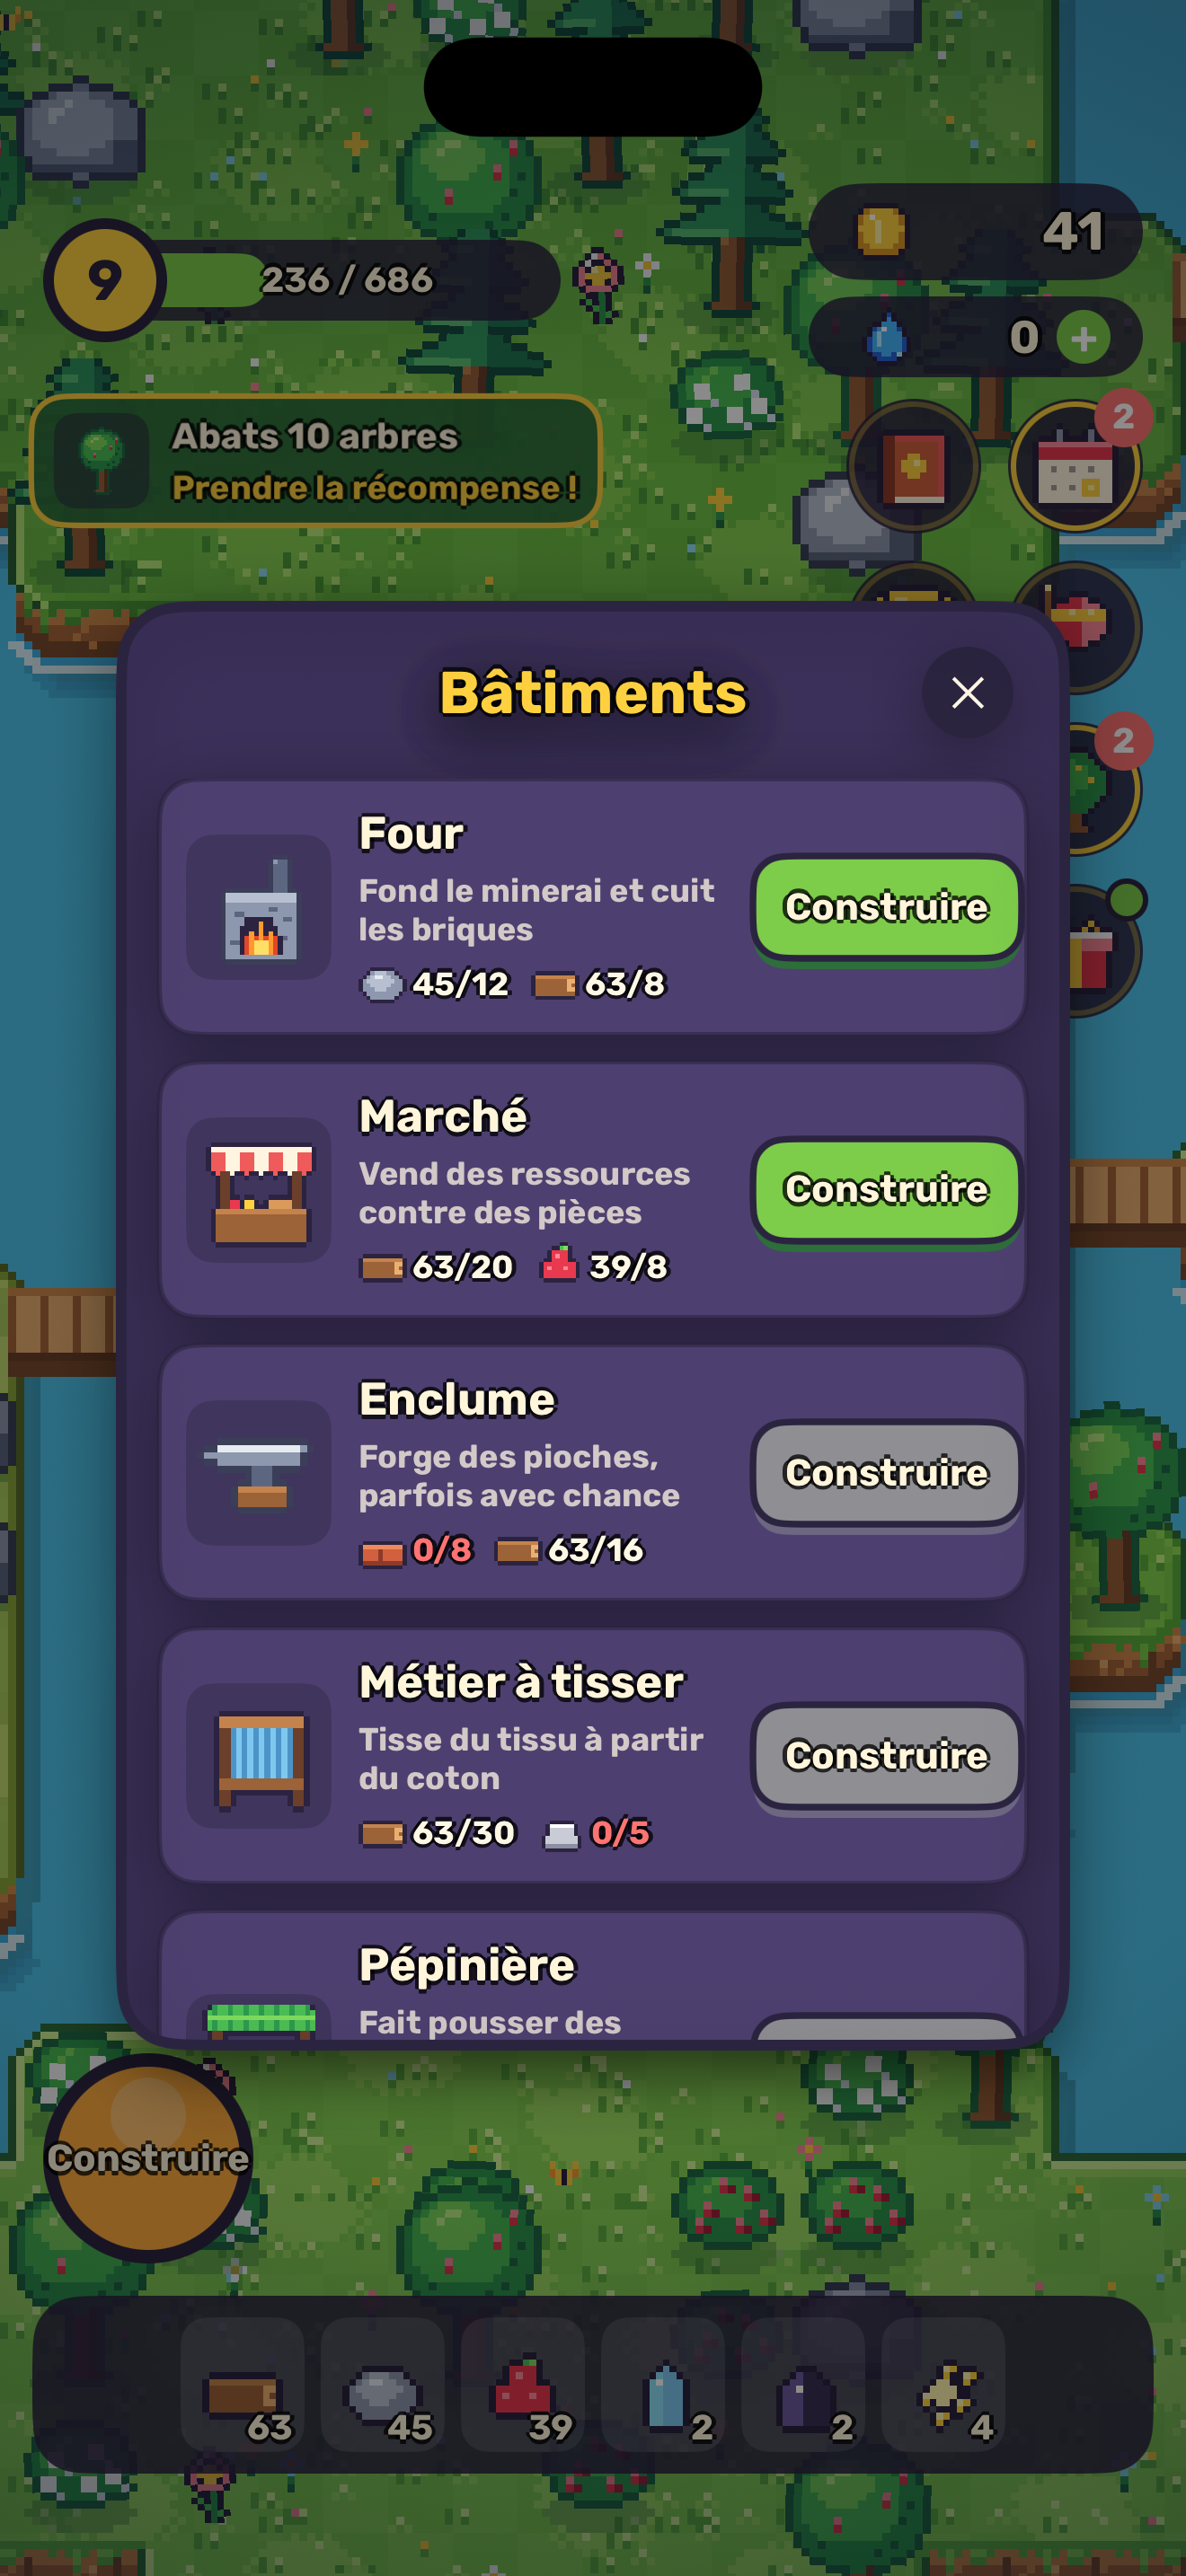 41
9
236 / 686
0
+
Abats 10 arbres
Prendre la récompense !
2
2
Bâtiments
Four
Fond le minerai et cuit
les briques
45/12
63/8
Construire
Marché
Vend des ressources
contre des pièces
63/20
39/8
Construire
Enclume
Forge des pioches,
parfois avec chance
0/8
63/16
Construire
Métier à tisser
Tisse du tissu à partir
du coton
63/30
0/5
Construire
Pépinière
Fait pousser des
Construire
63
45
39
2
2
4